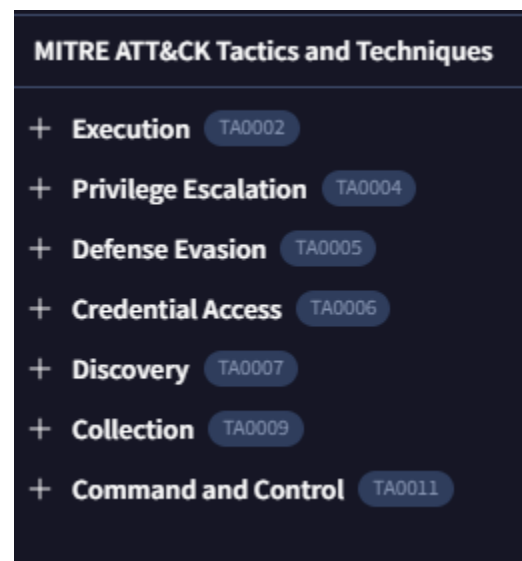 MITRE ATT&CK Tactics and Techniques
+ Execution TA0002
+ Privilege Escalation TA0004
+ Defense Evasion TA0005
+ Credential Access TA0006
+ Discovery TA0007
+ Collection TA0009
+ Command and Control TA0011